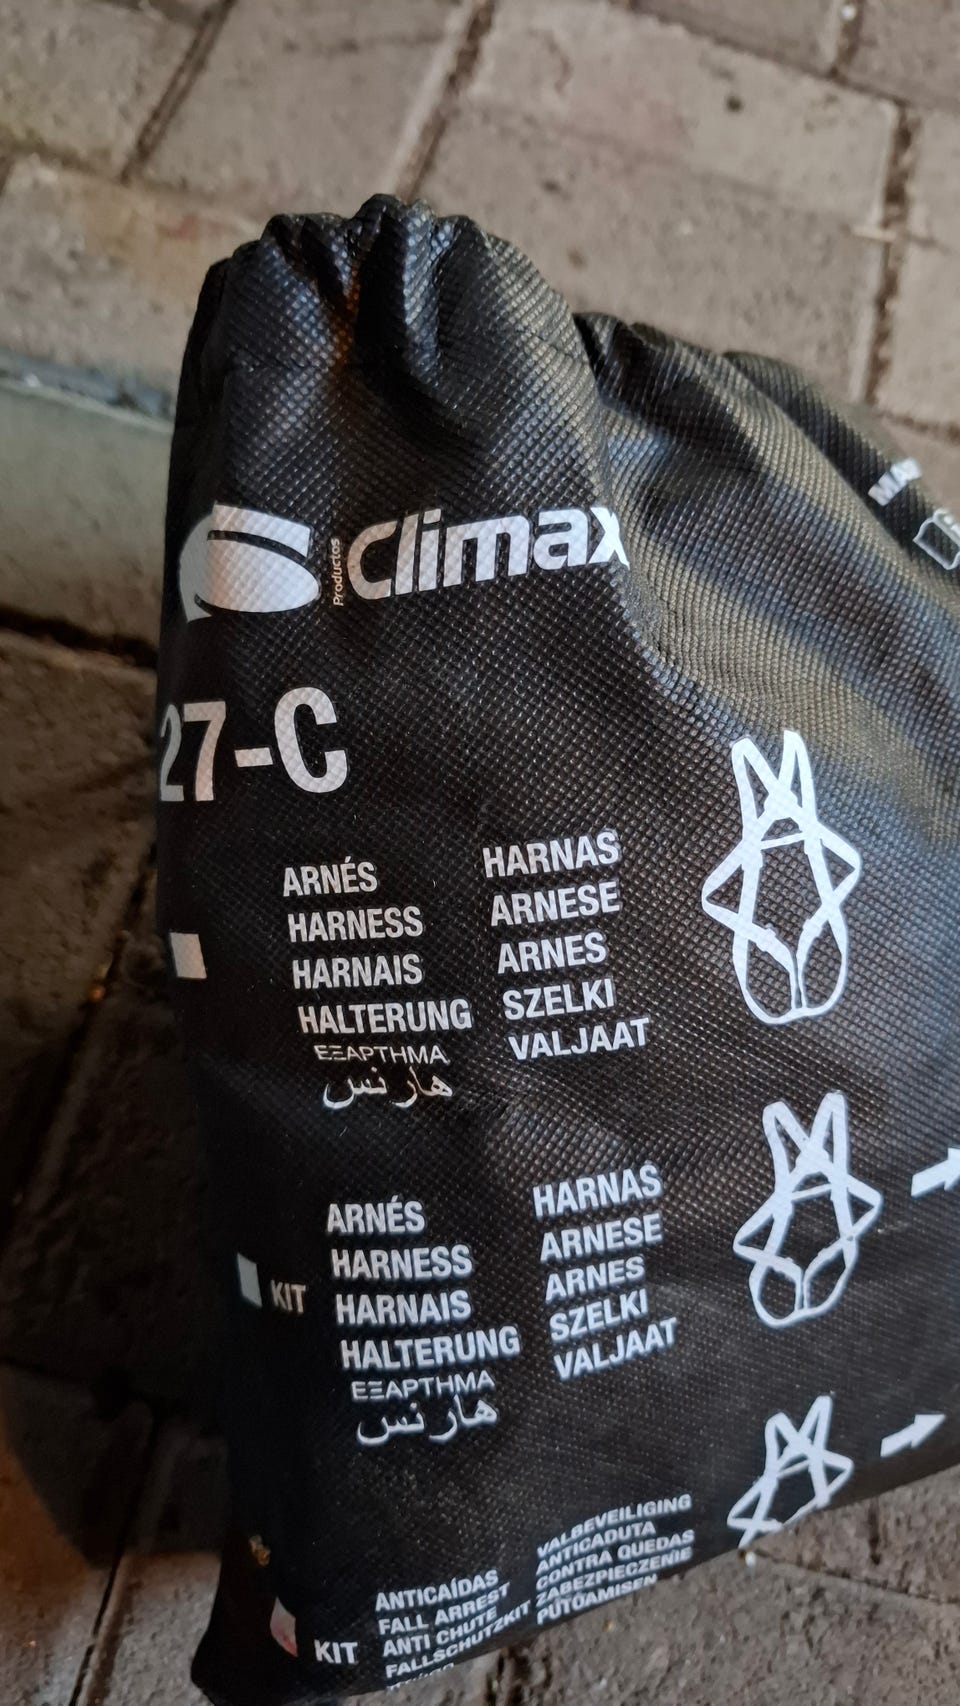 Productos Climax
27-C
ARNÉS
HARNESS
HARNAIS
HALTERUNG
ΕΞΑΡΤΗΜΑ
هارنس
HARNAS
ARNESE
ARNES
SZELKI
VALJAAT
KIT
ARNÉS
HARNESS
HARNAIS
HALTERUNG
ΕΞΑΡΤΗΜΑ
هارنس
HARNAS
ARNESE
ARNES
SZELKI
VALJAAT
KIT
ANTICAÍDAS
FALL ARREST
ANTI CHUTE
FALLSCHUTZKIT
VALBEVEILIGING
ANTICADUTA
CONTRA QUEDAS
ZABEZPIECZENIE
PUTOAMISEN